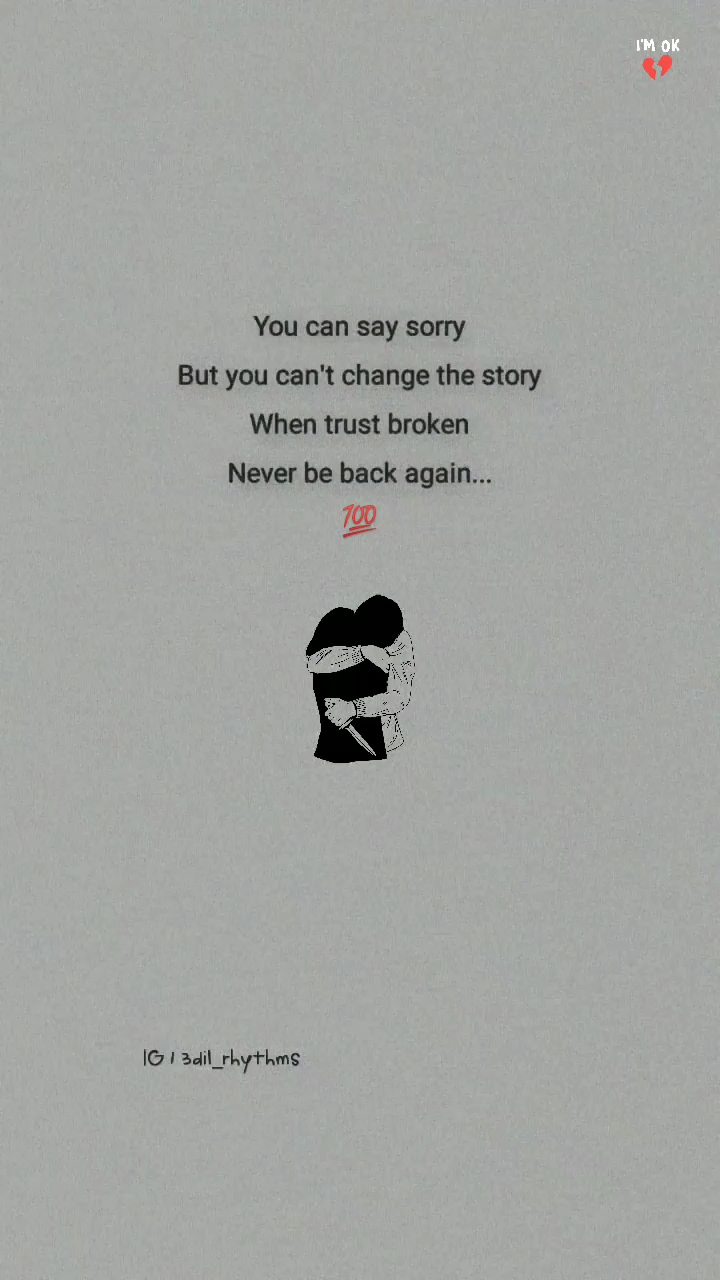 I'M OK
You can say sorry
But you can't change the story
When trust broken
Never be back again...
💯
IG / 3dil_rhythms